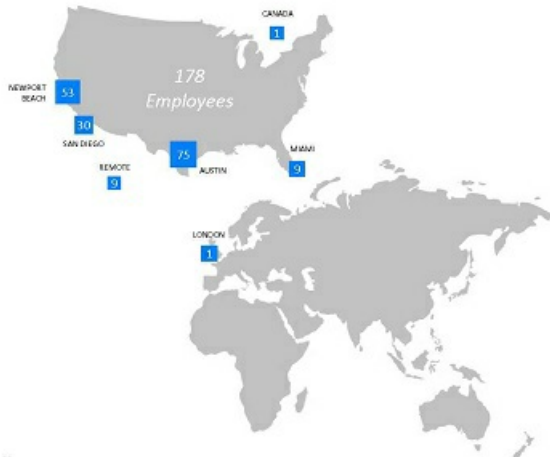 CANADA
1
178
Employees
NEWPORT
BEACH
53
30
SAN DIEGO
75
AUSTIN
MIAMI
9
REMOTE
9
LONDON
1